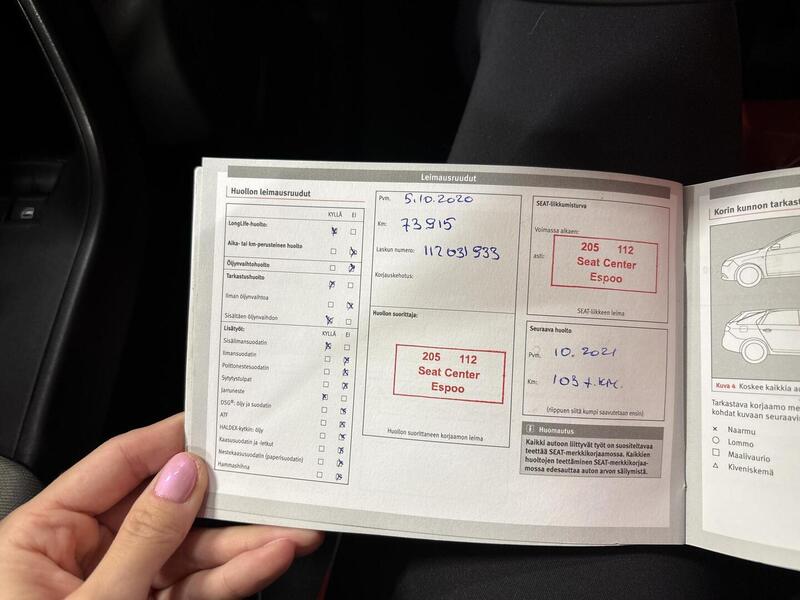 Leimausruudut
Huollon leimausruudut
KYLLÄ EI
LongLife-huolto:
Aika- tai km-perusteinen huolto
Öljynvaihtohuolto
Tarkastushuolto
Ilman öljynvaihtoa
Sisältäen öljynvaihdon
Lisätyöt: KYLLÄ EI
Sisäilmansuodatin
Ilmansuodatin
Polttonestesuodatin
Sytytystulpat
Jarruneste
DSG®: öljy ja suodatin
ATF
HALDEX-kytkin: öljy
Kaasusuodatin ja -letkut
Nestekaasusuodatin (paperisuodatin)
Hammashihna
Pvm. 5.10.2020
Km: 73915
Laskun numero: 112031933
Korjauskehotus:
Huollon suorittaja:
205 112
Seat Center
Espoo
Huollon suorittaneen korjaamon leima
SEAT-liikkumisturva
Voimassa alkaen:
asti:
205 112
Seat Center
Espoo
SEAT-liikkeen leima
Seuraava huolto
Pvm. 10.2021
Km: 103 t.km.
(riippuen siitä kumpi saavutetaan ensin)
i Huomautus
Kaikki autoon liittyvät työt on suositeltavaa
teettää SEAT-merkkikorjaamossa. Kaikkien
huoltojen teettäminen SEAT-merkkikorjaa-
mossa edesauttaa auton arvon säilymistä.
Korin kunnon tarkast
Kuva 4 Koskee kaikkia au
Tarkastava korjaamo me
kohdat kuvaan seuraavin
× Naarmu
○ Lommo
□ Maalivaurio
△ Kiveniskemä